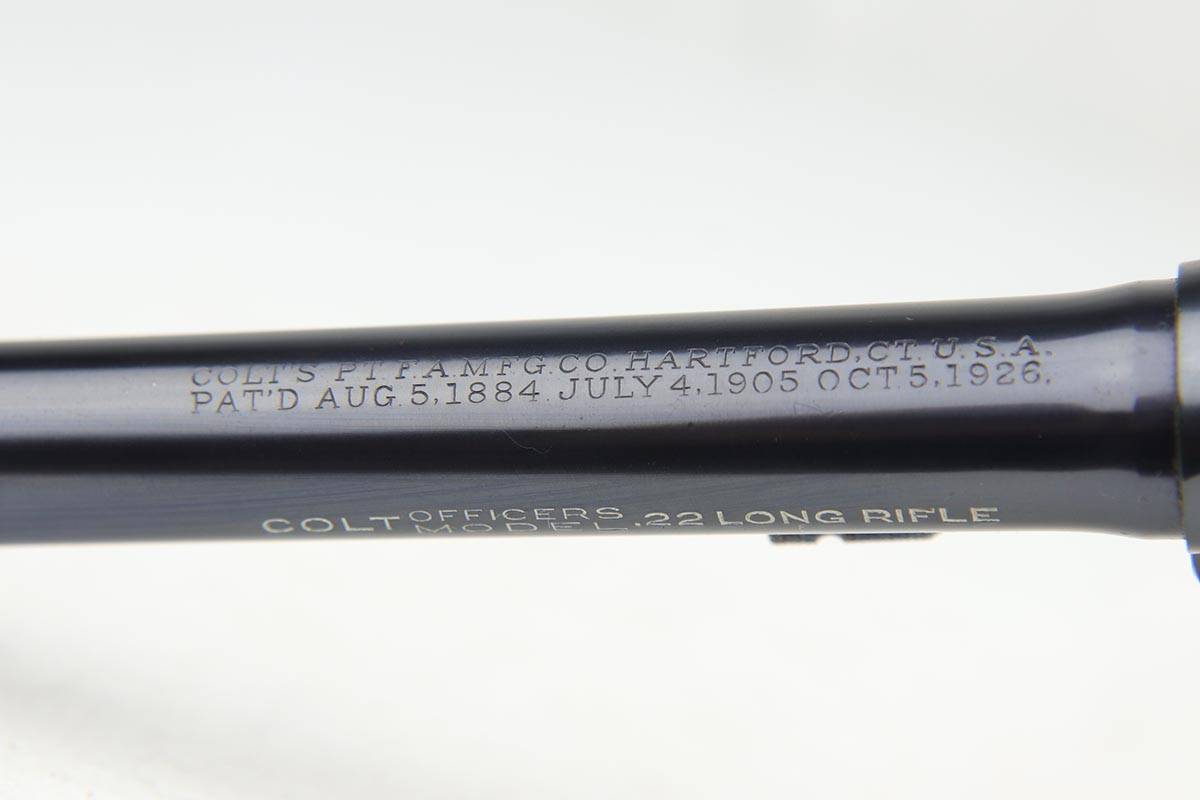 COLT'S PT. F.A. MFG. CO. HARTFORD, CT. U.S.A.
PAT'D AUG. 5, 1884. JULY 4, 1905 OCT. 5, 1926.
COLT OFFICERS MODEL .22 LONG RIFLE